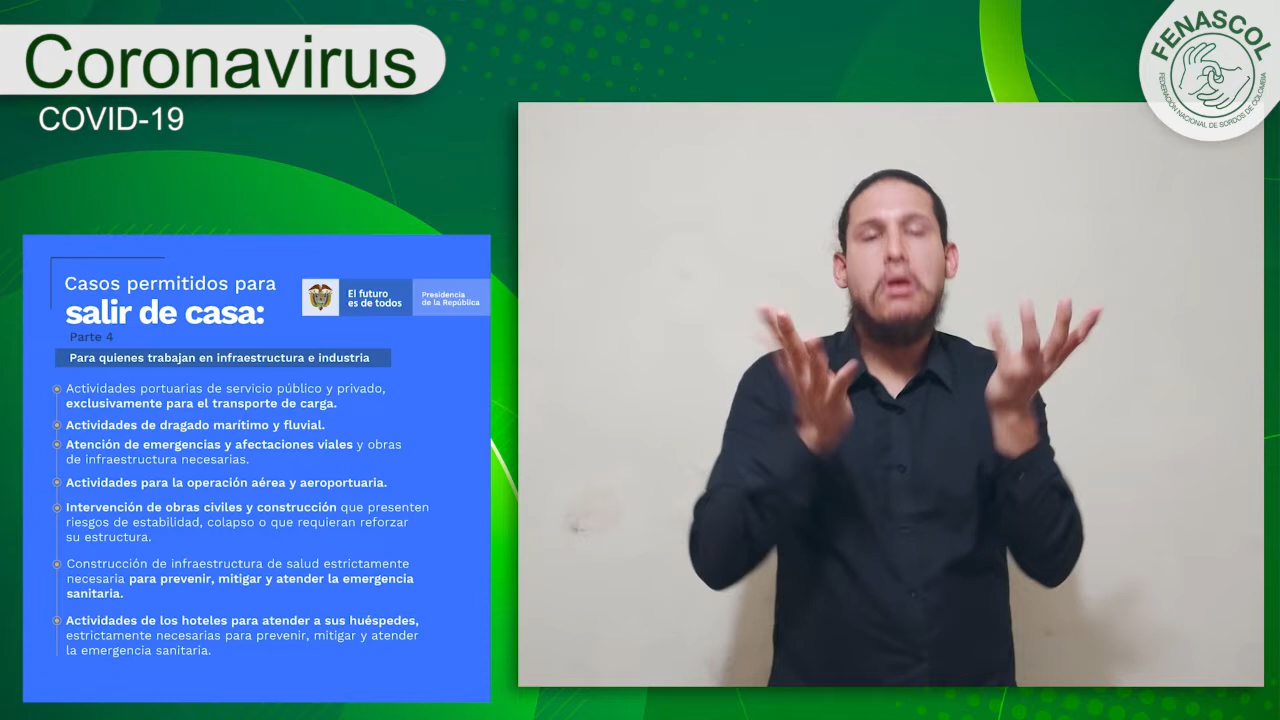 Coronavirus
COVID-19
FENASCOL
FEDERACIÓN NACIONAL DE SORDOS DE COLOMBIA
Casos permitidos para
salir de casa:
Parte 4
El futuro
es de todos
Presidencia
de la República
Para quienes trabajan en infraestructura e industria
Actividades portuarias de servicio público y privado,
exclusivamente para el transporte de carga.
Actividades de dragado marítimo y fluvial.
Atención de emergencias y afectaciones viales y obras
de infraestructura necesarias.
Actividades para la operación aérea y aeroportuaria.
Intervención de obras civiles y construcción que presenten
riesgos de estabilidad, colapso o que requieran reforzar
su estructura.
Construcción de infraestructura de salud estrictamente
necesaria para prevenir, mitigar y atender la emergencia
sanitaria.
Actividades de los hoteles para atender a sus huéspedes,
estrictamente necesarias para prevenir, mitigar y atender
la emergencia sanitaria.